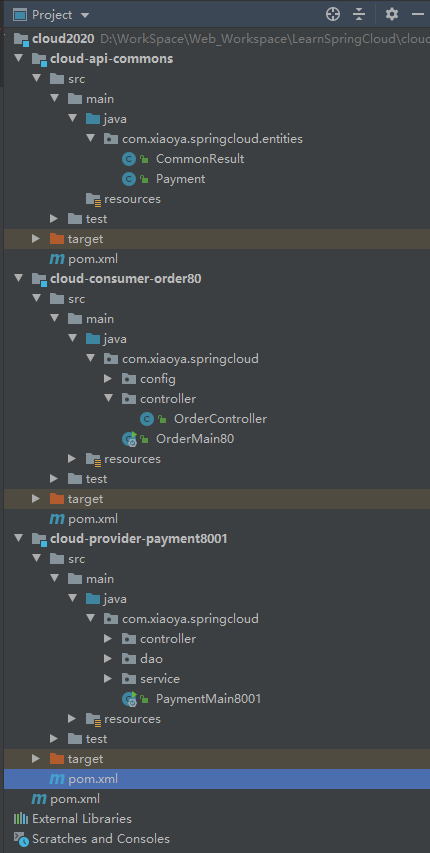 Project
cloud2020 D:\WorkSpace\Web_Workspace\LearnSpringCloud\cloud
cloud-api-commons
src
main
java
com.xiaoya.springcloud.entities
CommonResult
Payment
resources
test
target
pom.xml
cloud-consumer-order80
src
main
java
com.xiaoya.springcloud
config
controller
OrderController
OrderMain80
resources
test
target
pom.xml
cloud-provider-payment8001
src
main
java
com.xiaoya.springcloud
controller
dao
service
PaymentMain8001
resources
test
target
pom.xml
pom.xml
External Libraries
Scratches and Consoles